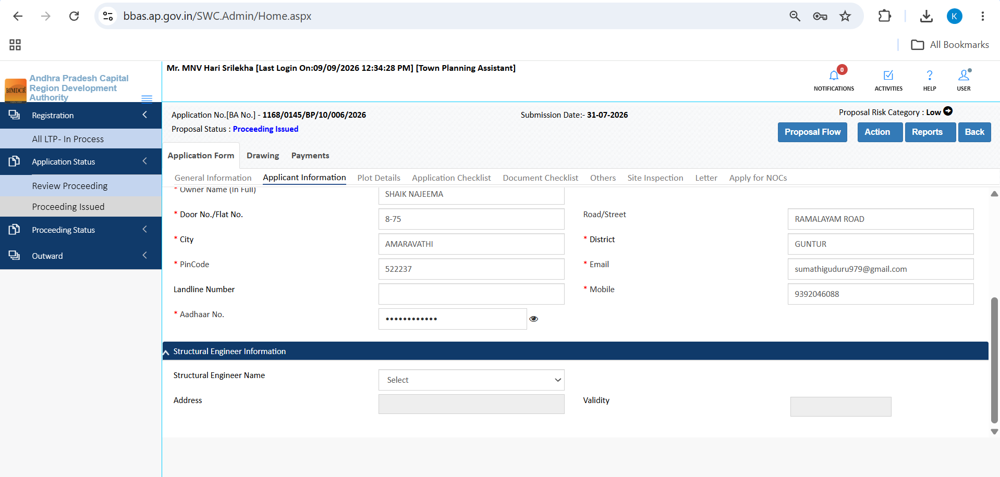 bbas.ap.gov.in/SWC.Admin/Home.aspx
K
All Bookmarks
BIMDCR
Andhra Pradesh Capital
Region Development
Authority
Mr. MNV Hari Srilekha [Last Login On:09/09/2026 12:34:28 PM] [Town Planning Assistant]
0
NOTIFICATIONS
ACTIVITIES
HELP
USER
Registration
All LTP- In Process
Application Status
Review Proceeding
Proceeding Issued
Proceeding Status
Outward
Application No.[BA No.] - 1168/0145/BP/10/006/2026
Submission Date:- 31-07-2026
Proposal Risk Category : Low
Proposal Status : Proceeding Issued
Proposal Flow
Action
Reports
Back
Application Form
Drawing
Payments
General Information
Applicant Information
Plot Details
Application Checklist
Document Checklist
Others
Site Inspection
Letter
Apply for NOCs
* Owner Name (In Full)
SHAIK NAJEEMA
* Door No./Flat No.
8-75
Road/Street
RAMALAYAM ROAD
* City
AMARAVATHI
* District
GUNTUR
* PinCode
522237
* Email
sumathiguduru979@gmail.com
Landline Number
* Mobile
9392046088
* Aadhaar No.
••••••••••••
Structural Engineer Information
Structural Engineer Name
Select
Address
Validity